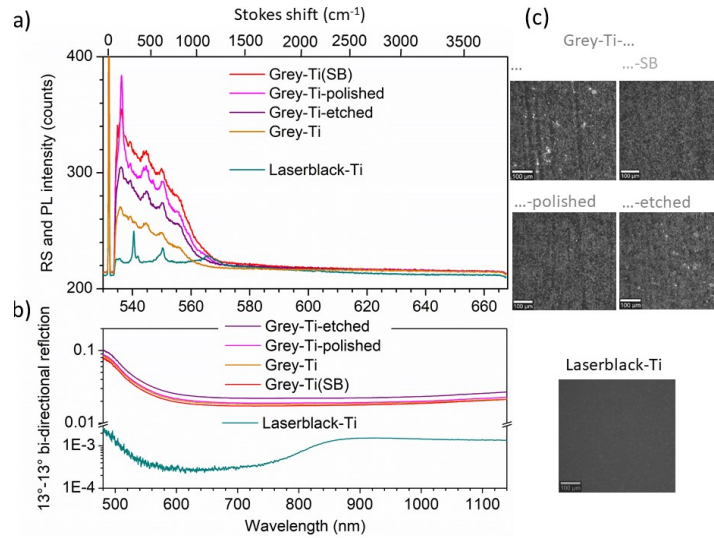 a)
Stokes shift (cm⁻¹)
0 500 1000 1500 2000 2500 3000 3500
RS and PL intensity (counts)
400
300
200
Grey-Ti(SB)
Grey-Ti-polished
Grey-Ti-etched
Grey-Ti
Laserblack-Ti
540 560 580 600 620 640 660
b)
13°-13° bi-directional reflction
0.1
0.01
1E-3
1E-4
Grey-Ti-etched
Grey-Ti-polished
Grey-Ti
Grey-Ti(SB)
Laserblack-Ti
500 600 700 800 900 1000 1100
Wavelength (nm)
(c)
Grey-Ti-...
... ...-SB
100 µm 100 µm
...-polished ...-etched
100 µm 100 µm
Laserblack-Ti
100 µm